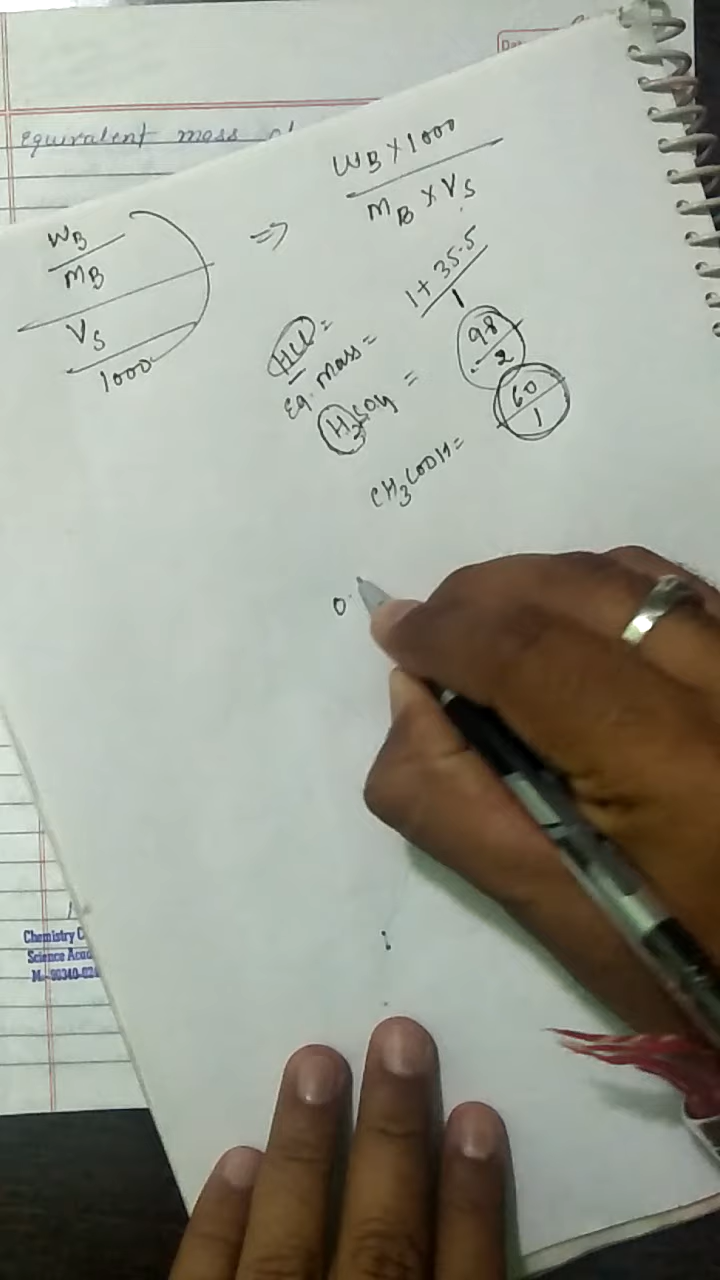 equivalent mass
WB
MB
VS
1000
=> WB X 1000
MB X VS
HCl =
Eq. mass = 1 + 35.5
1
H2SO4 = 98
2
CH3COOH = 60
1
0.
Chemistry C
Science Acad